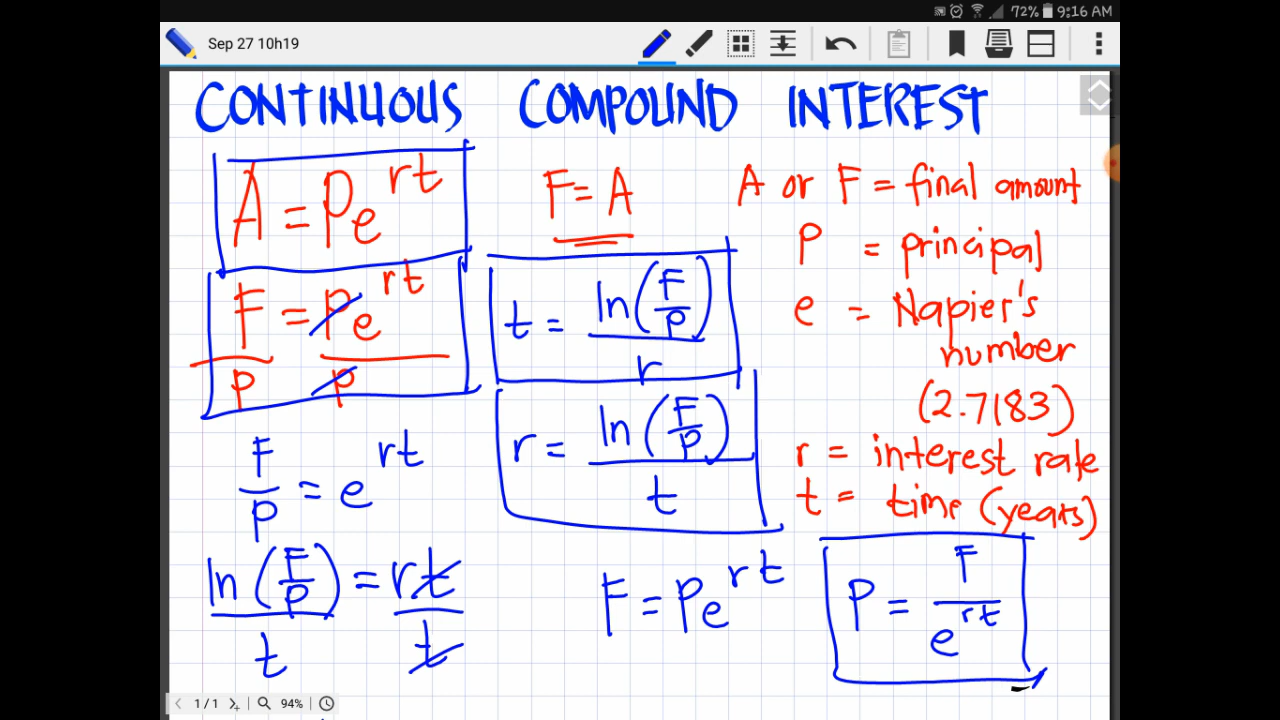 72% 9:16 AM
Sep 27 10h19
CONTINUOUS COMPOUND INTEREST
A = Pe^rt
F = A
A or F = final amount
P = principal
e = Napier's
number
(2.7183)
r = interest rate
t = time (years)
F/P = Pe^rt/P
t = ln(F/P)/r
r = ln(F/P)/t
F/P = e^rt
ln(F/P)/t = rt/t
F = Pe^rt
P = F/e^rt
1/1 94%